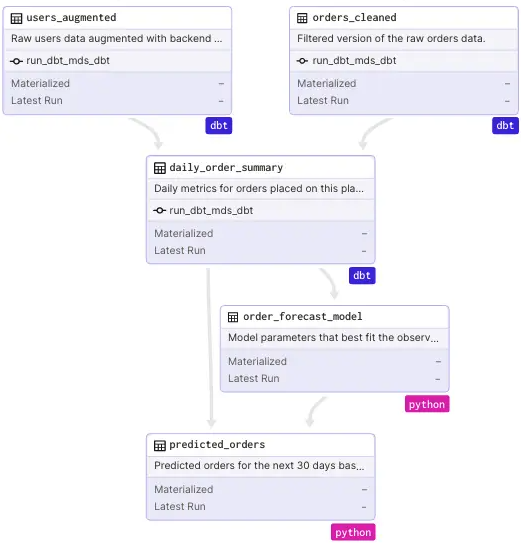 users_augmented
Raw users data augmented with backend ...
run_dbt_mds_dbt
Materialized –
Latest Run –
dbt
orders_cleaned
Filtered version of the raw orders data.
run_dbt_mds_dbt
Materialized –
Latest Run –
dbt
daily_order_summary
Daily metrics for orders placed on this pla...
run_dbt_mds_dbt
Materialized –
Latest Run –
dbt
order_forecast_model
Model parameters that best fit the observ...
Materialized –
Latest Run –
python
predicted_orders
Predicted orders for the next 30 days bas...
Materialized –
Latest Run –
python